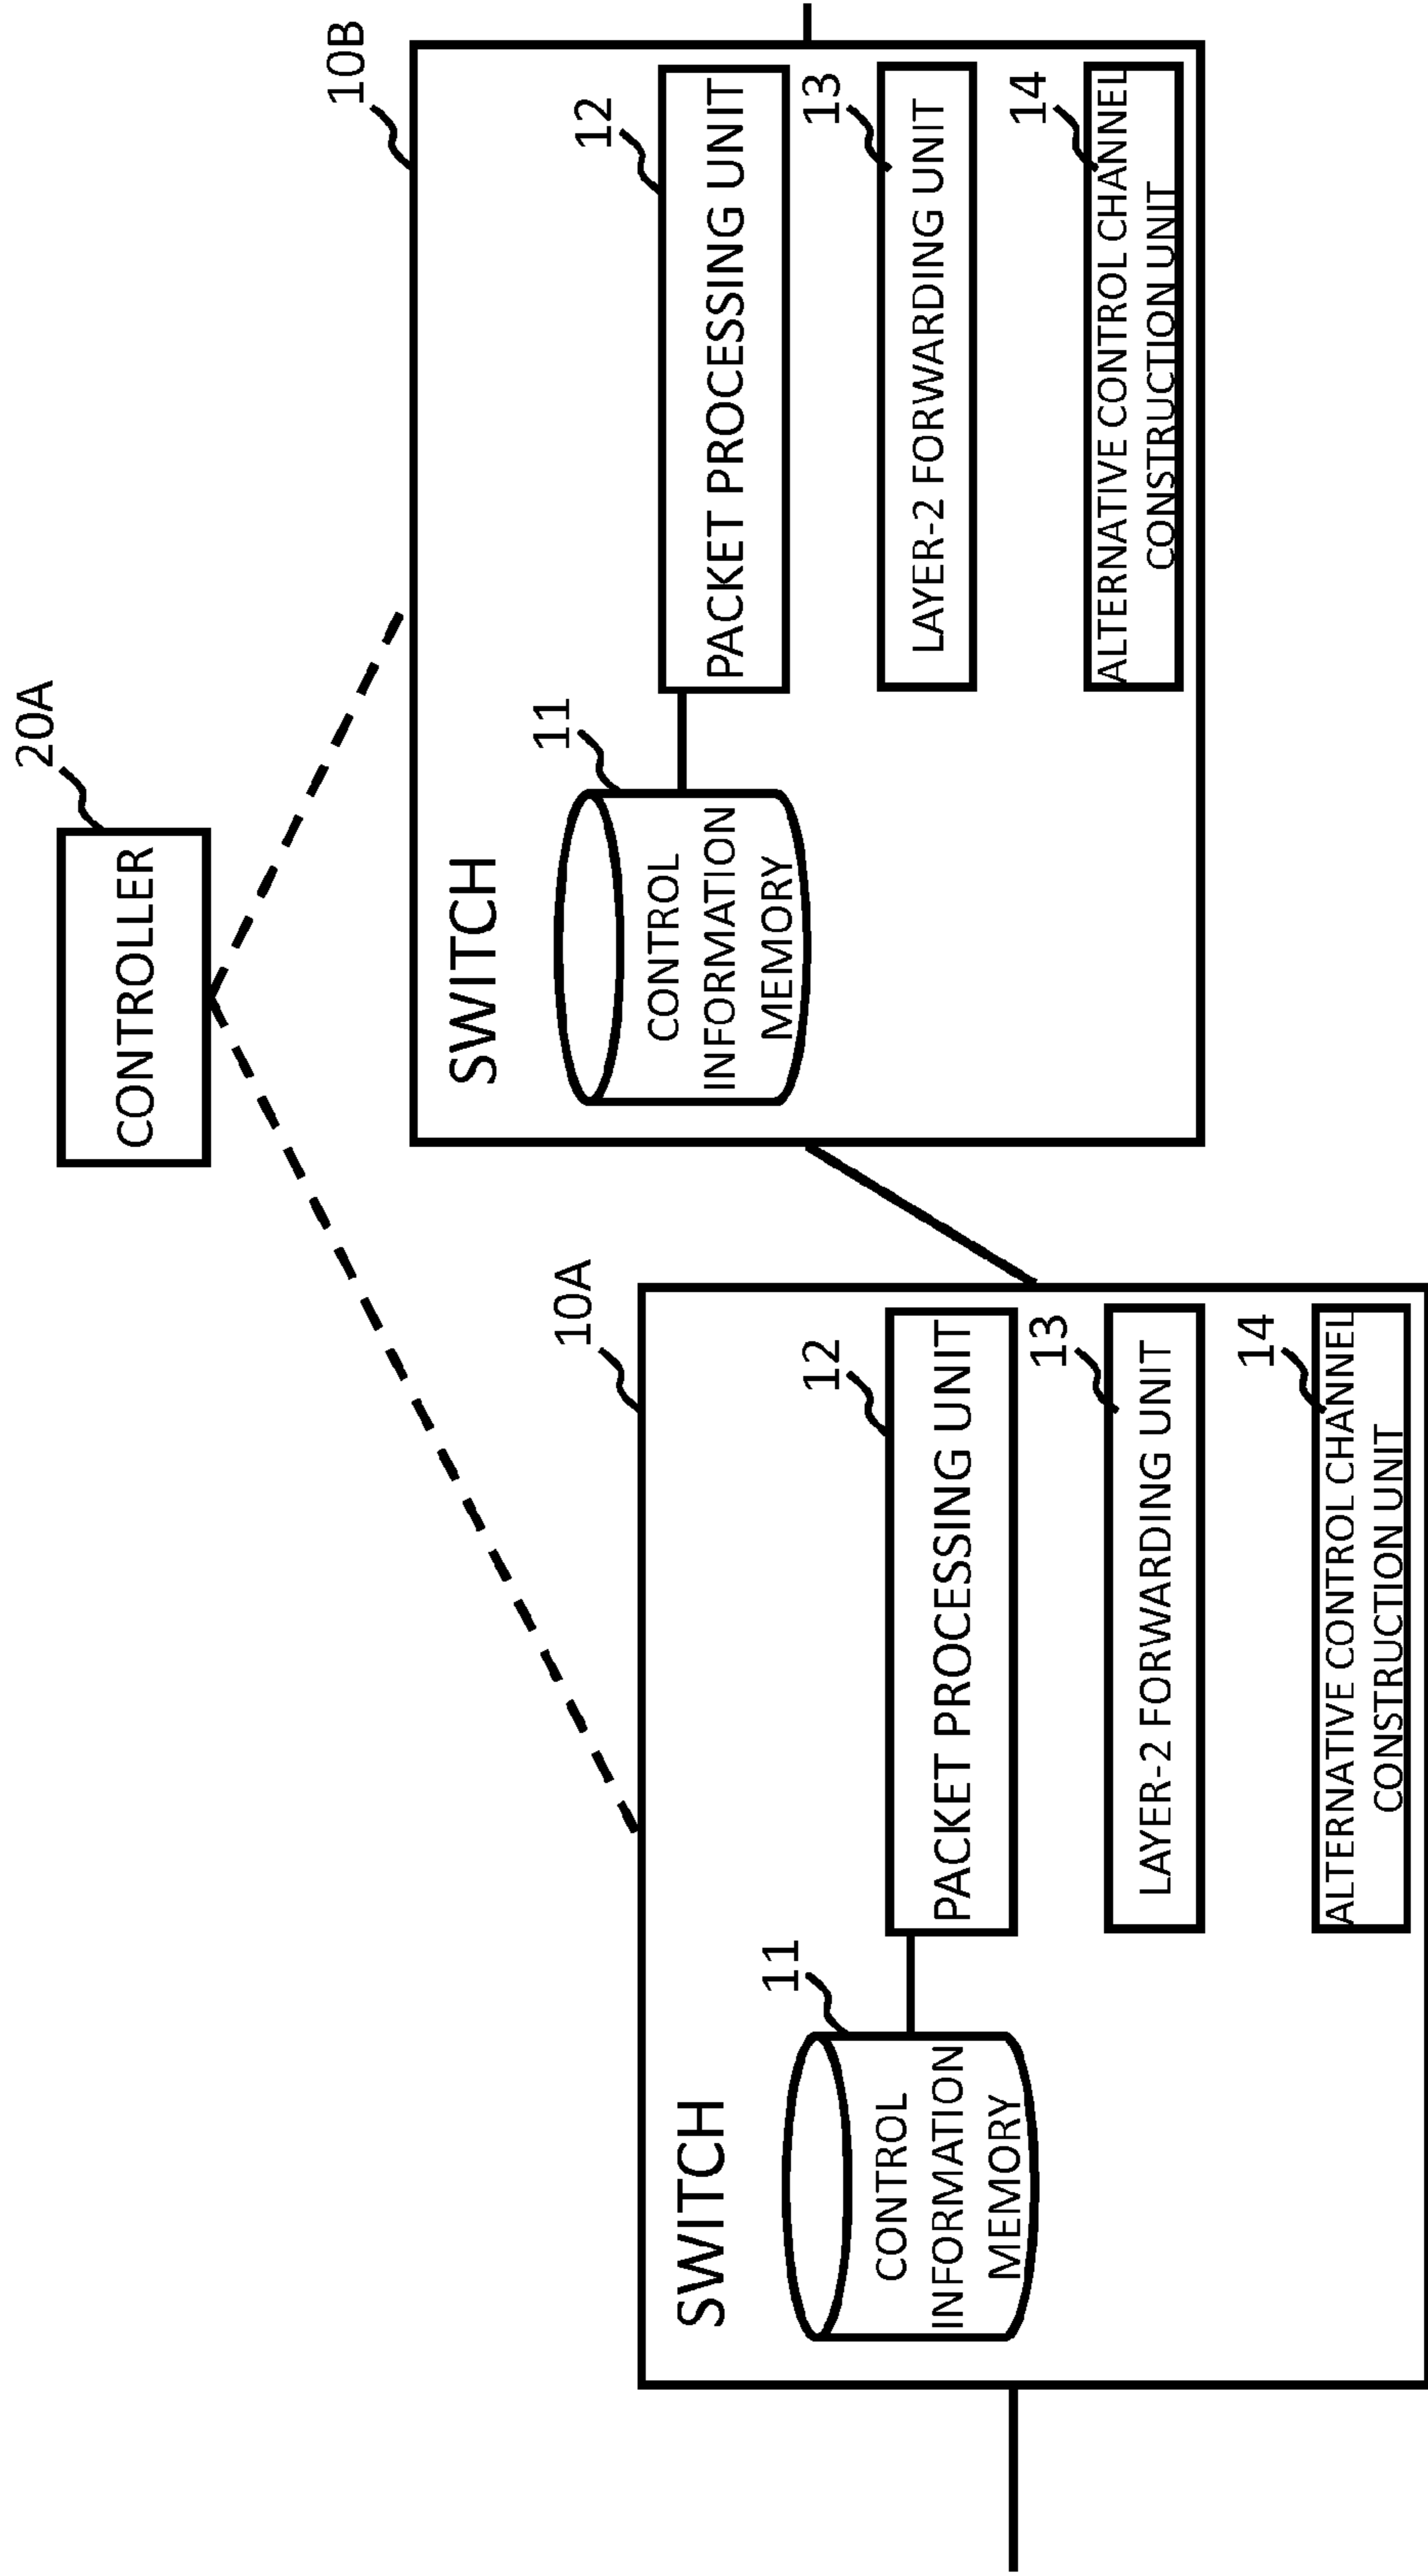 20A
CONTROLLER
10B
SWITCH
11
CONTROL
INFORMATION
MEMORY
12
PACKET PROCESSING UNIT
13
LAYER-2 FORWARDING UNIT
14
ALTERNATIVE CONTROL CHANNEL
CONSTRUCTION UNIT
10A
SWITCH
11
CONTROL
INFORMATION
MEMORY
12
PACKET PROCESSING UNIT
13
LAYER-2 FORWARDING UNIT
14
ALTERNATIVE CONTROL CHANNEL
CONSTRUCTION UNIT